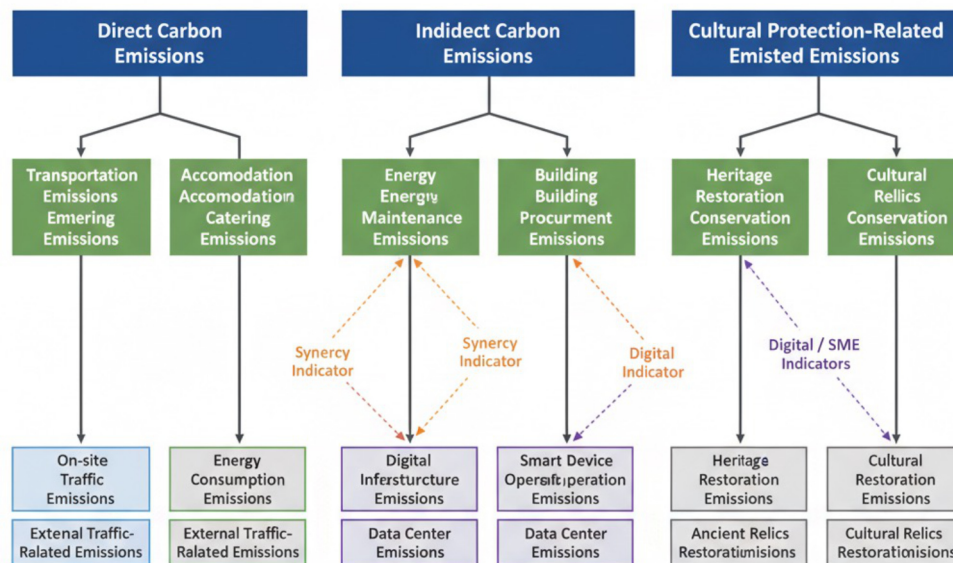 Direct Carbon
Emissions
Indidect Carbon
Emissions
Cultural Protection-Related
Emisted Emissions
Transportation
Emissions
Emering
Emissions
Accomodation
Accomodation
Catering
Emissions
Energy
Energy
Maintenance
Emissions
Building
Building
Procurment
Emissions
Heritage
Restoration
Conservation
Emissions
Cultural
Rellics
Conservation
Emissions
Synercy
Indicator
Synercy
Indicator
Digital
Indicator
Digital / SME
Indicators
On-site
Traffic
Emissions
Energy
Consumption
Emissions
Digital
Emissions
Smart Device
Emissions
Heritage
Restoration
Emissions
Cultural
Restoration
Emissions
External Traffic-
Ralated Emissions
External Traffic-
Ralated Emissions
Data Center
Emissions
Data Center
Emissions
Ancient Relics
Restoratimisions
Cultural Relics
Restoratimisions